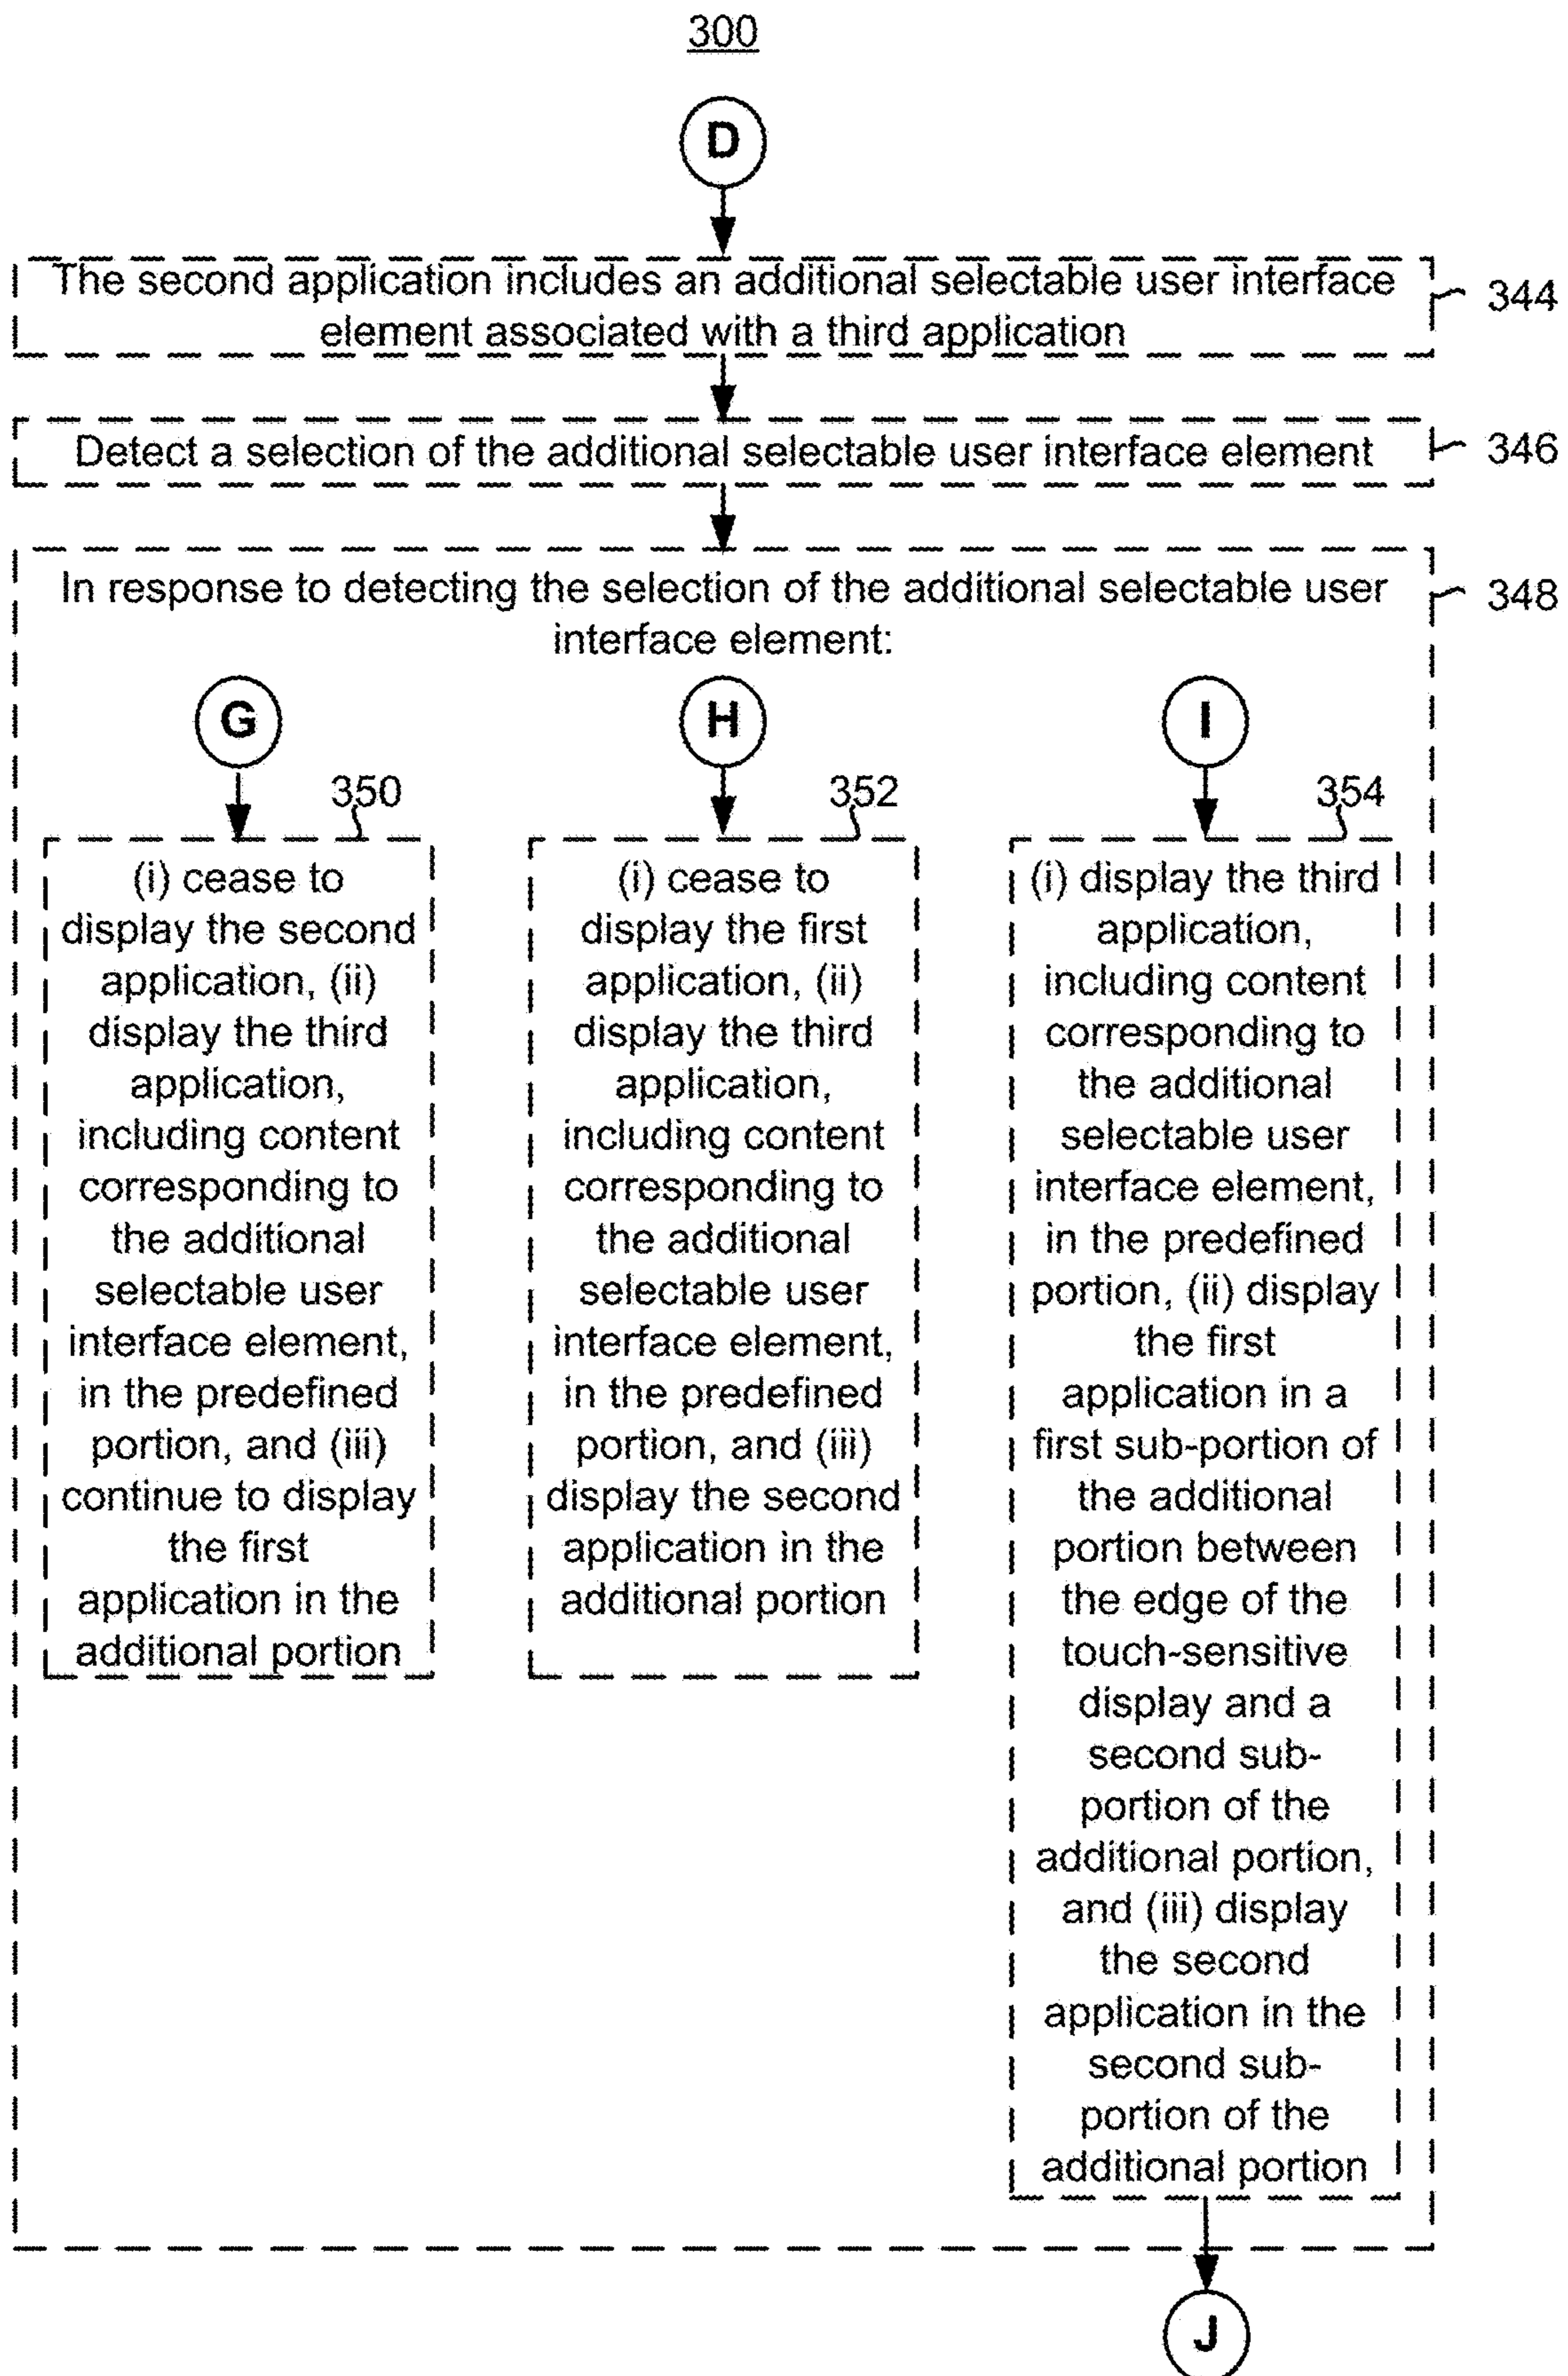 300
D
The second application includes an additional selectable user interface
element associated with a third application
344
Detect a selection of the additional selectable user interface element
346
In response to detecting the selection of the additional selectable user
interface element:
348
G
350
(i) cease to
display the second
application, (ii)
display the third
application,
including content
corresponding to
the additional
selectable user
interface element,
in the predefined
portion, and (iii)
continue to display
the first
application in the
additional portion
H
352
(i) cease to
display the first
application, (ii)
display the third
application,
including content
corresponding to
the additional
selectable user
interface element,
in the predefined
portion, and (iii)
display the second
application in the
additional portion
I
354
(i) display the third
application,
including content
corresponding to
the additional
selectable user
interface element,
in the predefined
portion, (ii) display
the first
application in a
first sub-portion of
the additional
portion between
the edge of the
touch-sensitive
display and a
second sub-
portion of the
additional portion,
and (iii) display
the second
application in the
second sub-
portion of the
additional portion
J